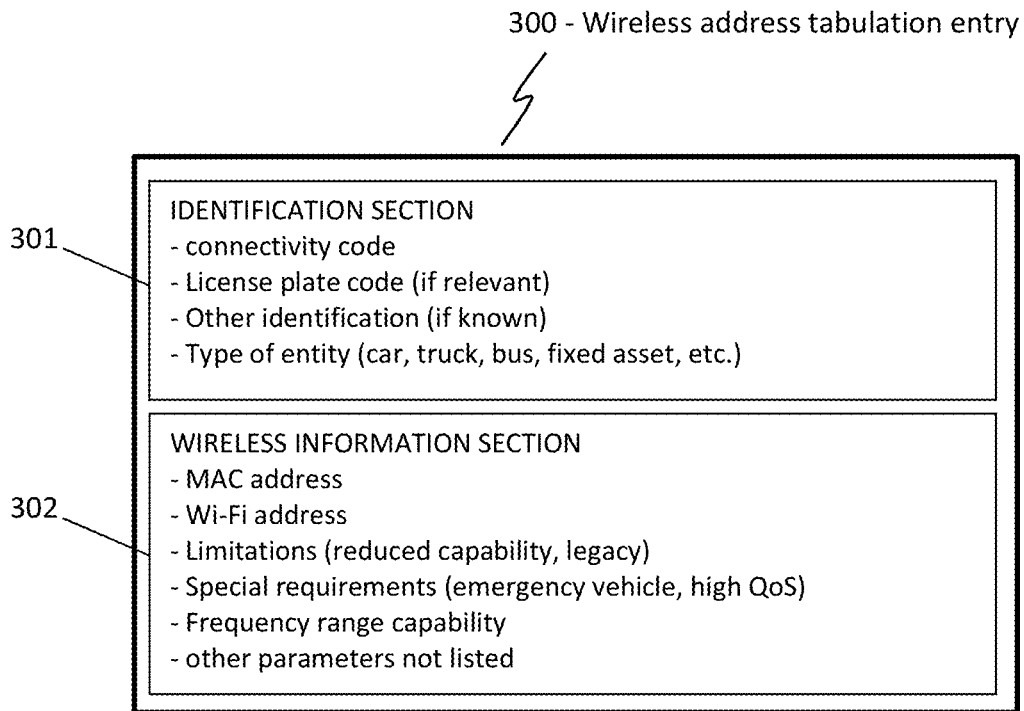 300 - Wireless address tabulation entry
301
IDENTIFICATION SECTION
- connectivity code
- License plate code (if relevant)
- Other identification (if known)
- Type of entity (car, truck, bus, fixed asset, etc.)
302
WIRELESS INFORMATION SECTION
- MAC address
- Wi-Fi address
- Limitations (reduced capability, legacy)
- Special requirements (emergency vehicle, high QoS)
- Frequency range capability
- other parameters not listed